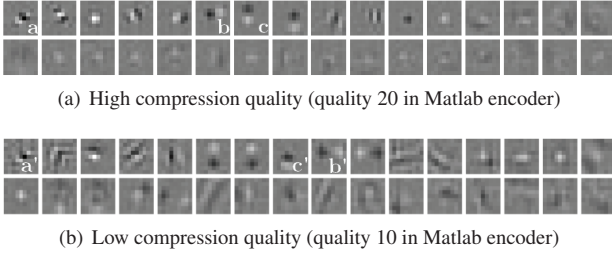 a b c
(a) High compression quality (quality 20 in Matlab encoder)
a' c' b'
(b) Low compression quality (quality 10 in Matlab encoder)